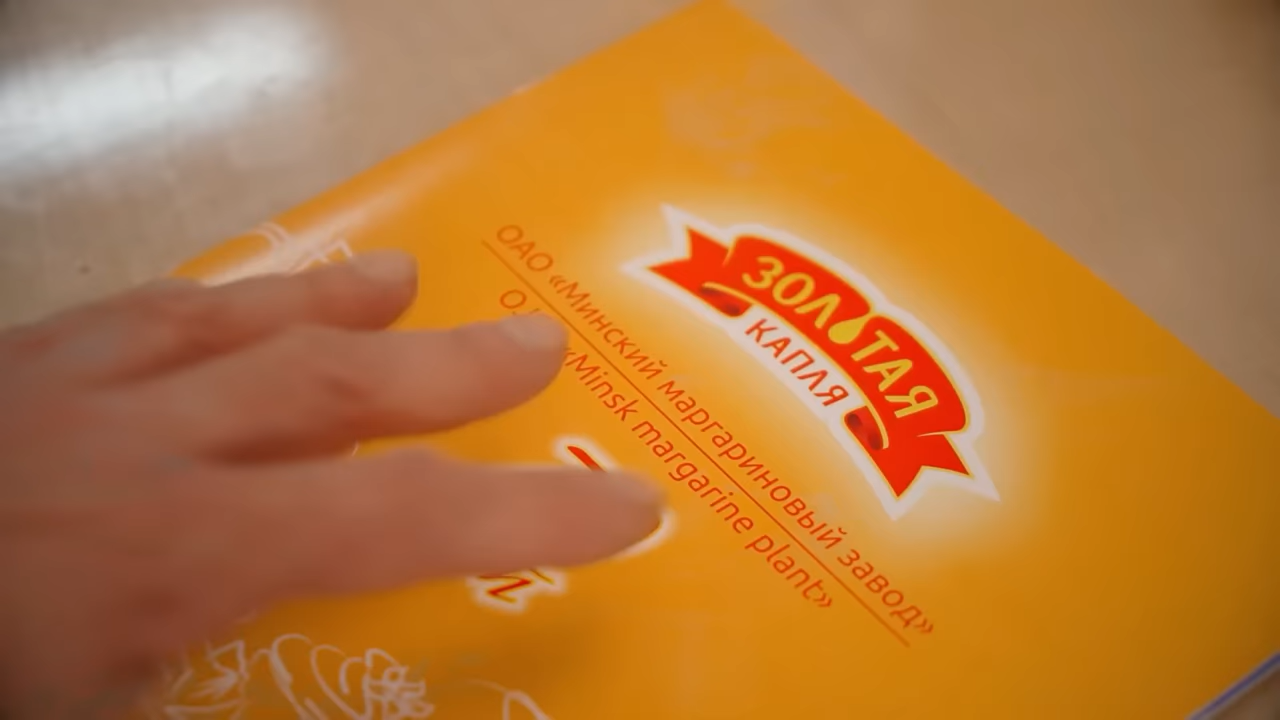 ЗОЛОТАЯ
КАПЛЯ
ОАО «Минский маргариновый завод»
«Minsk margarine plant»